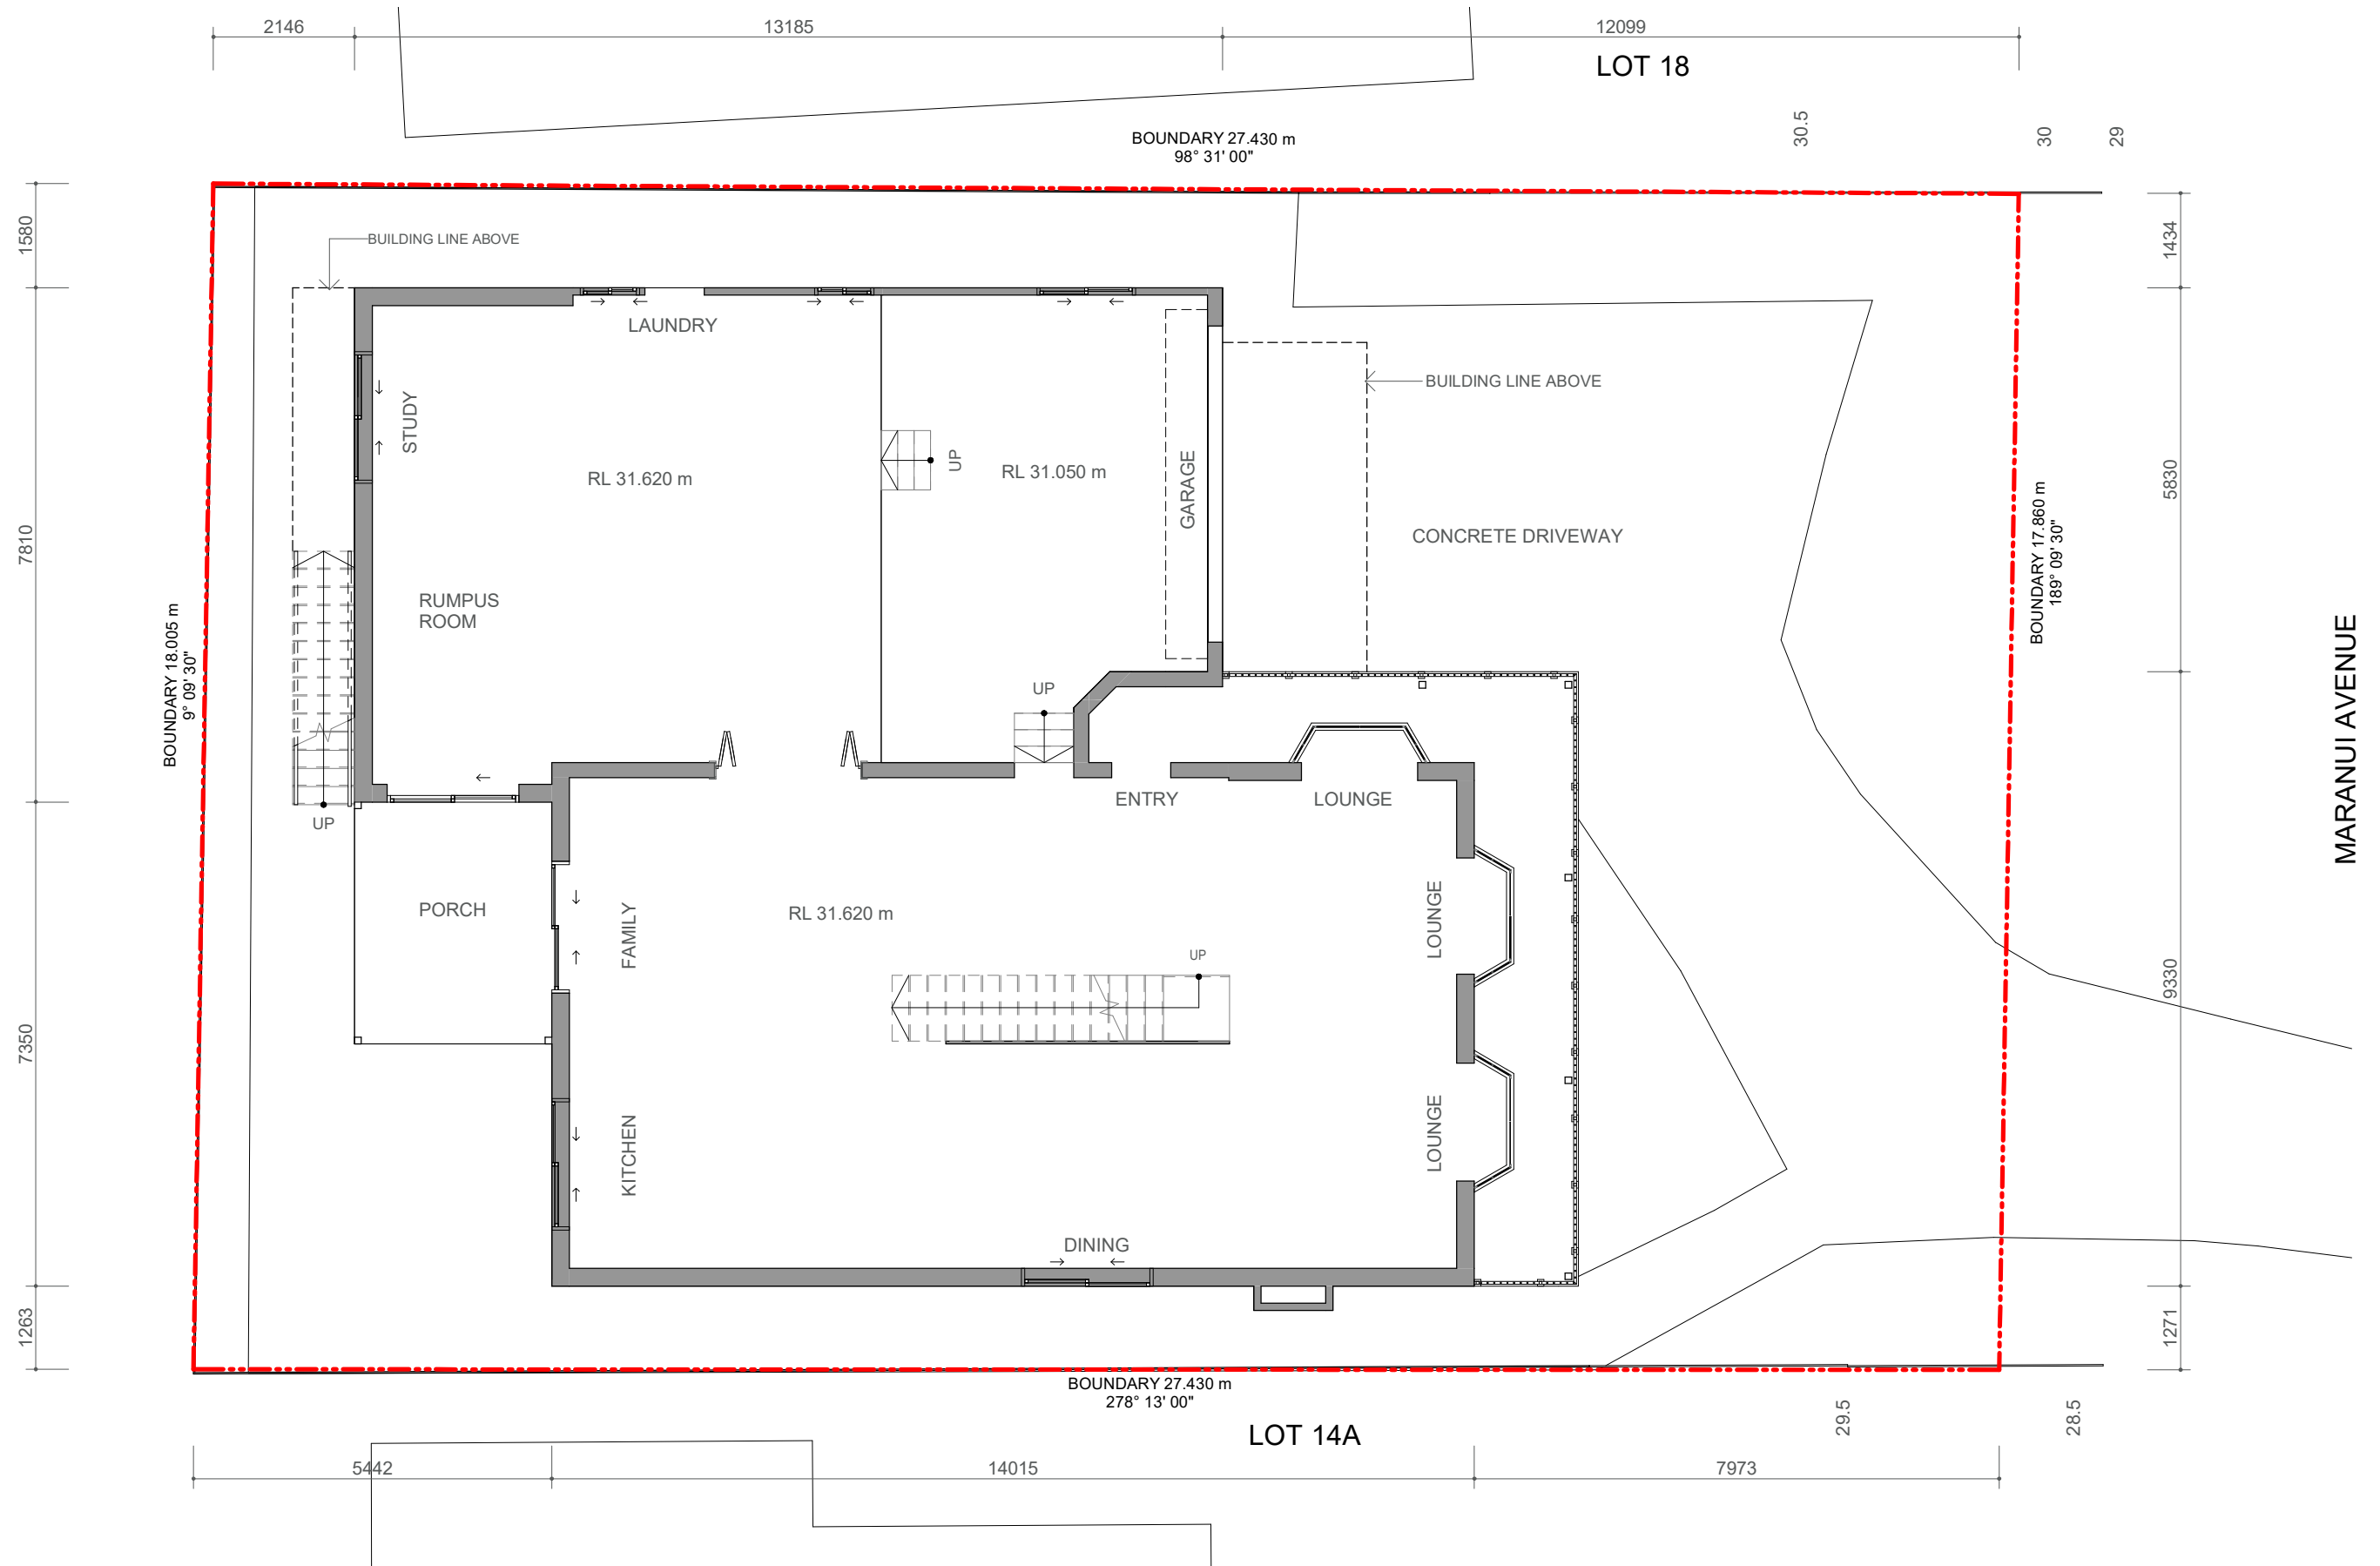 2146
13185
12099
LOT 18
30.5
30
29
BOUNDARY 27.430 m
98° 31' 00"
1580
1434
BUILDING LINE ABOVE
LAUNDRY
BUILDING LINE ABOVE
STUDY
UP
RL 31.620 m
RL 31.050 m
GARAGE
5830
CONCRETE DRIVEWAY
7810
BOUNDARY 17.860 m
189° 09' 30"
RUMPUS
ROOM
BOUNDARY 18.005 m
9° 09' 30"
UP
MARANUI AVENUE
ENTRY
LOUNGE
UP
PORCH
FAMILY
RL 31.620 m
LOUNGE
UP
9330
7350
KITCHEN
LOUNGE
DINING
1263
1271
BOUNDARY 27.430 m
278° 13' 00"
LOT 14A
29.5
28.5
5442
14015
7973